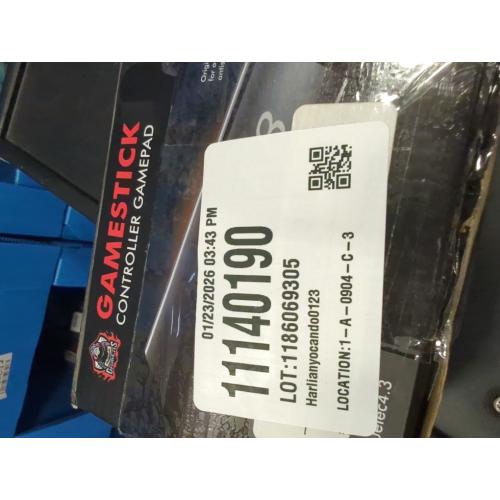 GAMESTICK
CONTROLLER GAMEPAD
01/23/2026 03:43 PM
11140190
LOT:1186069305
Harlianyocando0123
LOCATION:1-A-0904-C-3